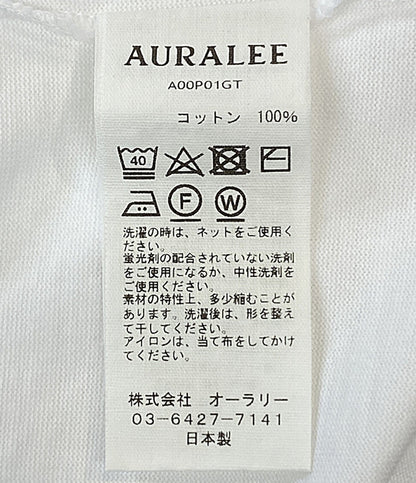 AURALEE
A00P01GT
コットン 100%
40
F W
洗濯の時は、ネットをご使用く
ださい。
蛍光剤の配合されていない洗剤
をご使用になるか、中性洗剤を
ご使用ください。
素材の特性上、多少縮むことが
あります。洗濯後は、形を整え
て干してください。
アイロンは、当て布をしてかけ
てください。
株式会社 オーラリー
03-6427-7141
日本製